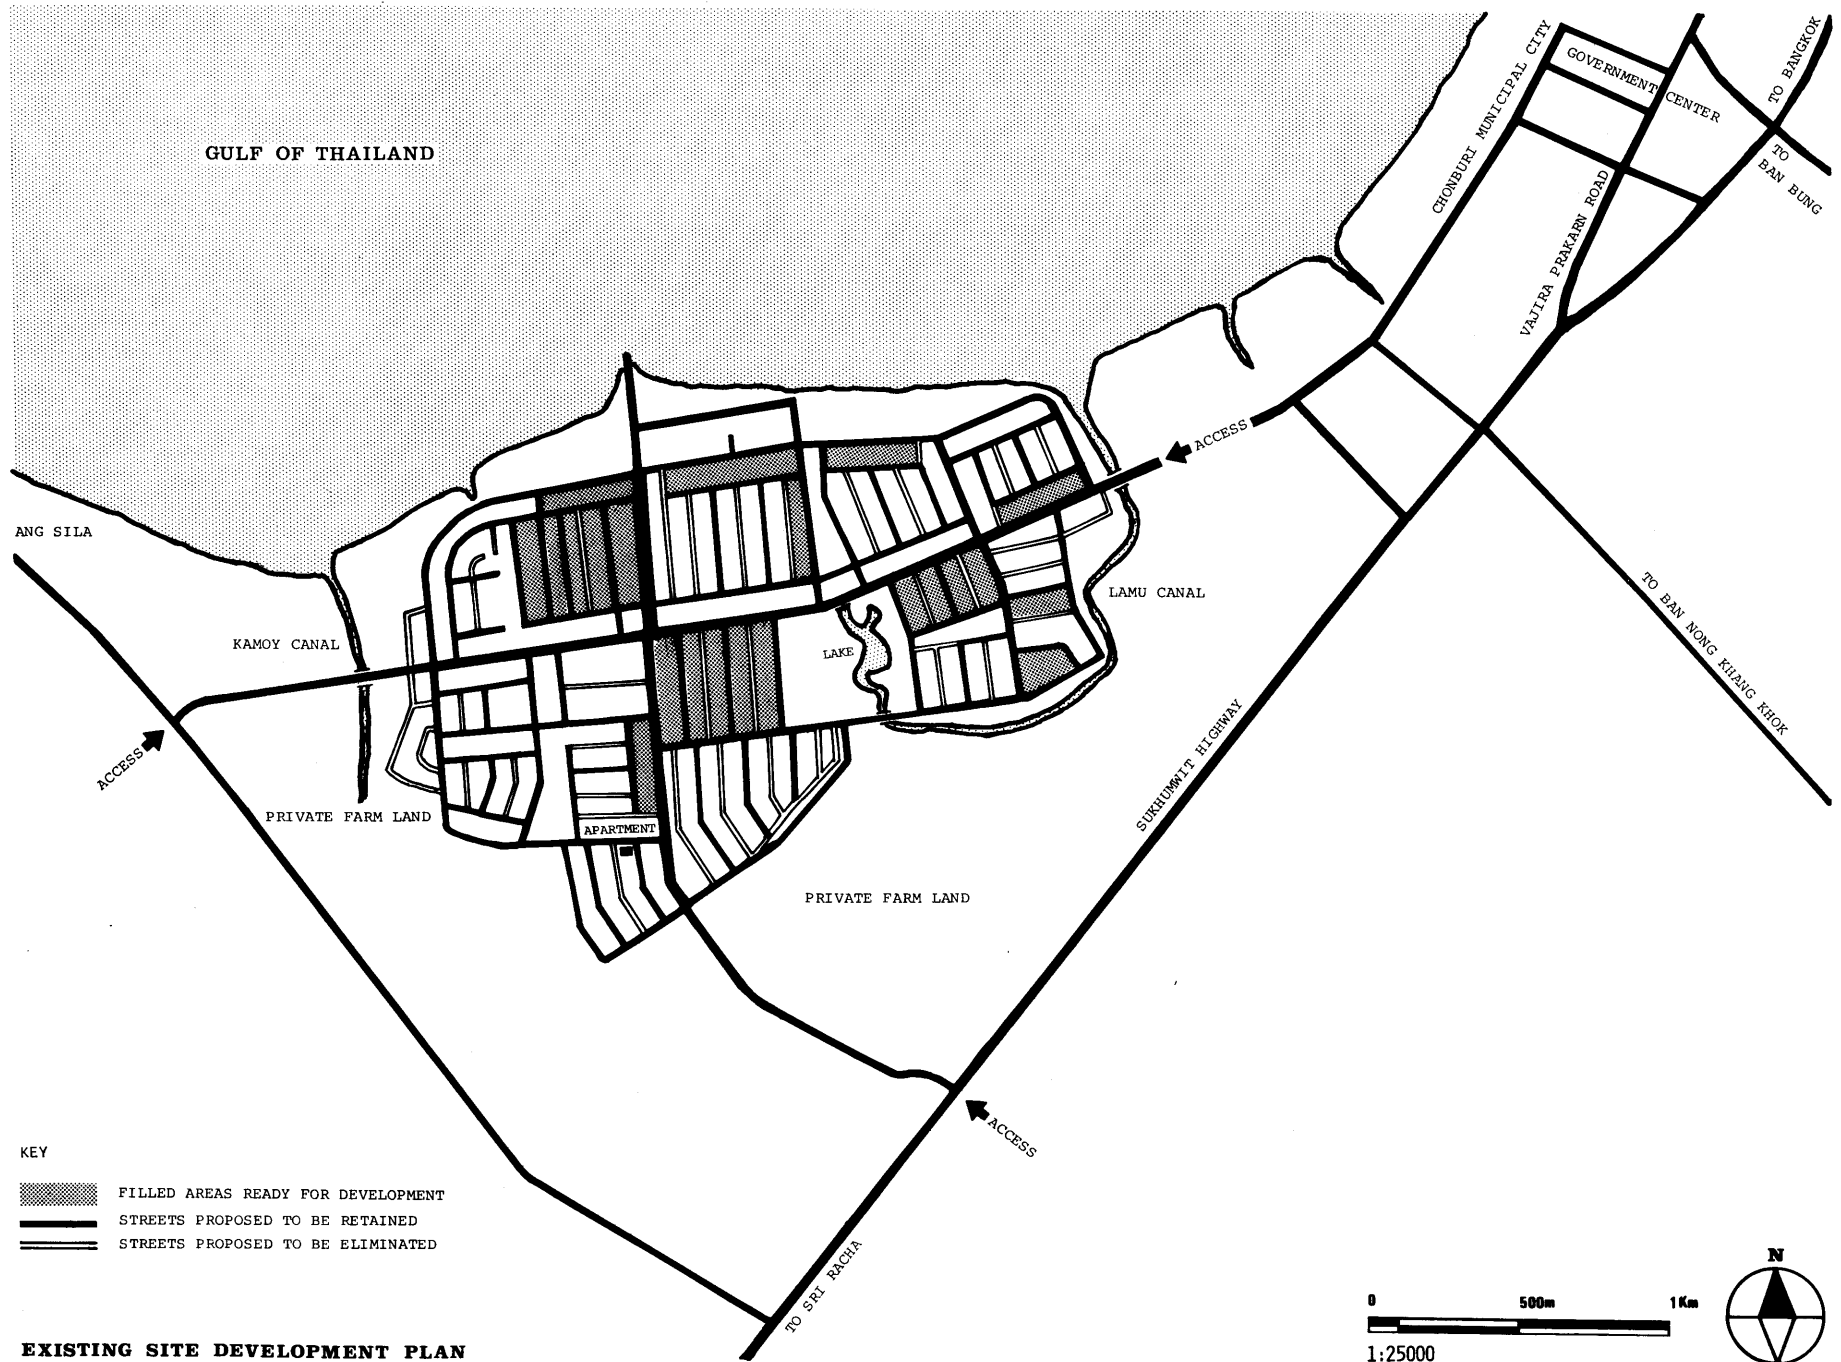 GULF OF THAILAND
CHONBURI MUNICIPAL CITY
GOVERNMENT CENTER
TO BANGKOK
TO
BAN BUNG
VAJIRA PRAKARN ROAD
ACCESS
ANG SILA
KAMOY CANAL
LAKE
LAMU CANAL
TO BAN NONG KHANG KHOK
SUKHUMWIT HIGHWAY
ACCESS
PRIVATE FARM LAND
APARTMENT
PRIVATE FARM LAND
ACCESS
TO SRI RACHA
KEY
FILLED AREAS READY FOR DEVELOPMENT
STREETS PROPOSED TO BE RETAINED
STREETS PROPOSED TO BE ELIMINATED
EXISTING SITE DEVELOPMENT PLAN
N
0 500m 1Km
1:25000